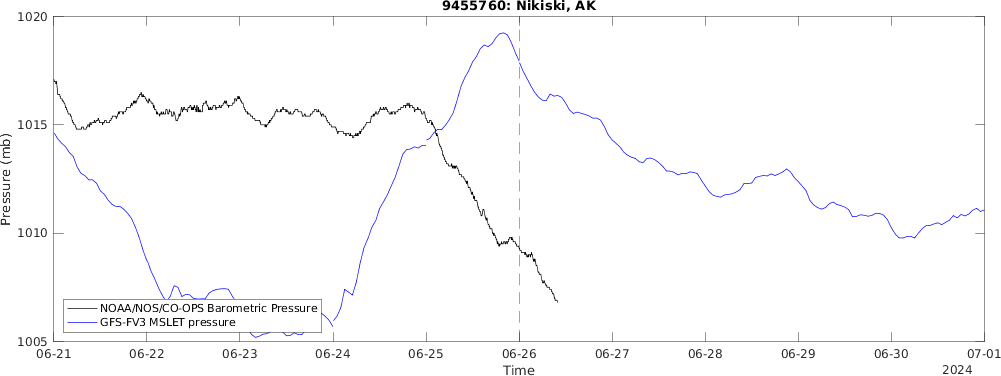 9455760: Nikiski, AK
Pressure (mb)
1020
1015
1010
1005
NOAA/NOS/CO-OPS Barometric Pressure
GFS-FV3 MSLET pressure
06-21 06-22 06-23 06-24 06-25 06-26 06-27 06-28 06-29 06-30 07-01
Time
2024